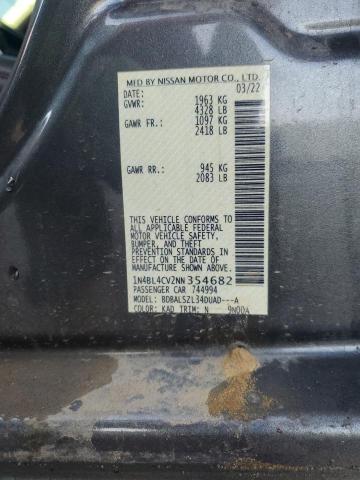 MFD BY NISSAN MOTOR CO., LTD.
DATE: 03/22
GVWR: 1963 KG
4328 LB
GAWR FR: 1097 KG
2418 LB
GAWR RR: 945 KG
2083 LB
THIS VEHICLE CONFORMS TO
ALL APPLICABLE FEDERAL
MOTOR VEHICLE SAFETY,
BUMPER, AND THEFT
PREVENTION STANDARDS IN
EFFECT ON THE DATE OF
MANUFACTURE SHOWN ABOVE.
1N4BL4CV2NN354682
PASSENGER CAR 744994
MODEL: BDBALSZL34DUAD---A
COLOR: KAD TRIM: N 9N00A